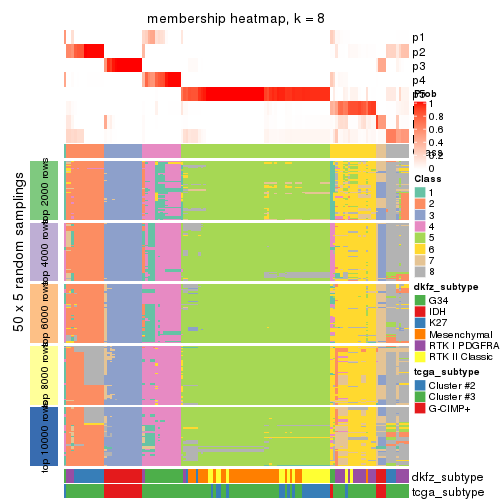 membership heatmap, k = 8
p1
p2
p3
p4
p5
Prob
1
0.8
0.6
0.4
0.2
0
Class
1
2
3
4
5
6
7
8
dkfz_subtype
G34
IDH
K27
Mesenchymal
RTK I PDGFRA
RTK II Classic
tcga_subtype
Cluster #2
Cluster #3
G-CIMP+
50 x 5 random samplings
top 2000 rows
top 4000 rows
top 6000 rows
top 8000 rows
top 10000 rows
dkfz_subtype
tcga_subtype